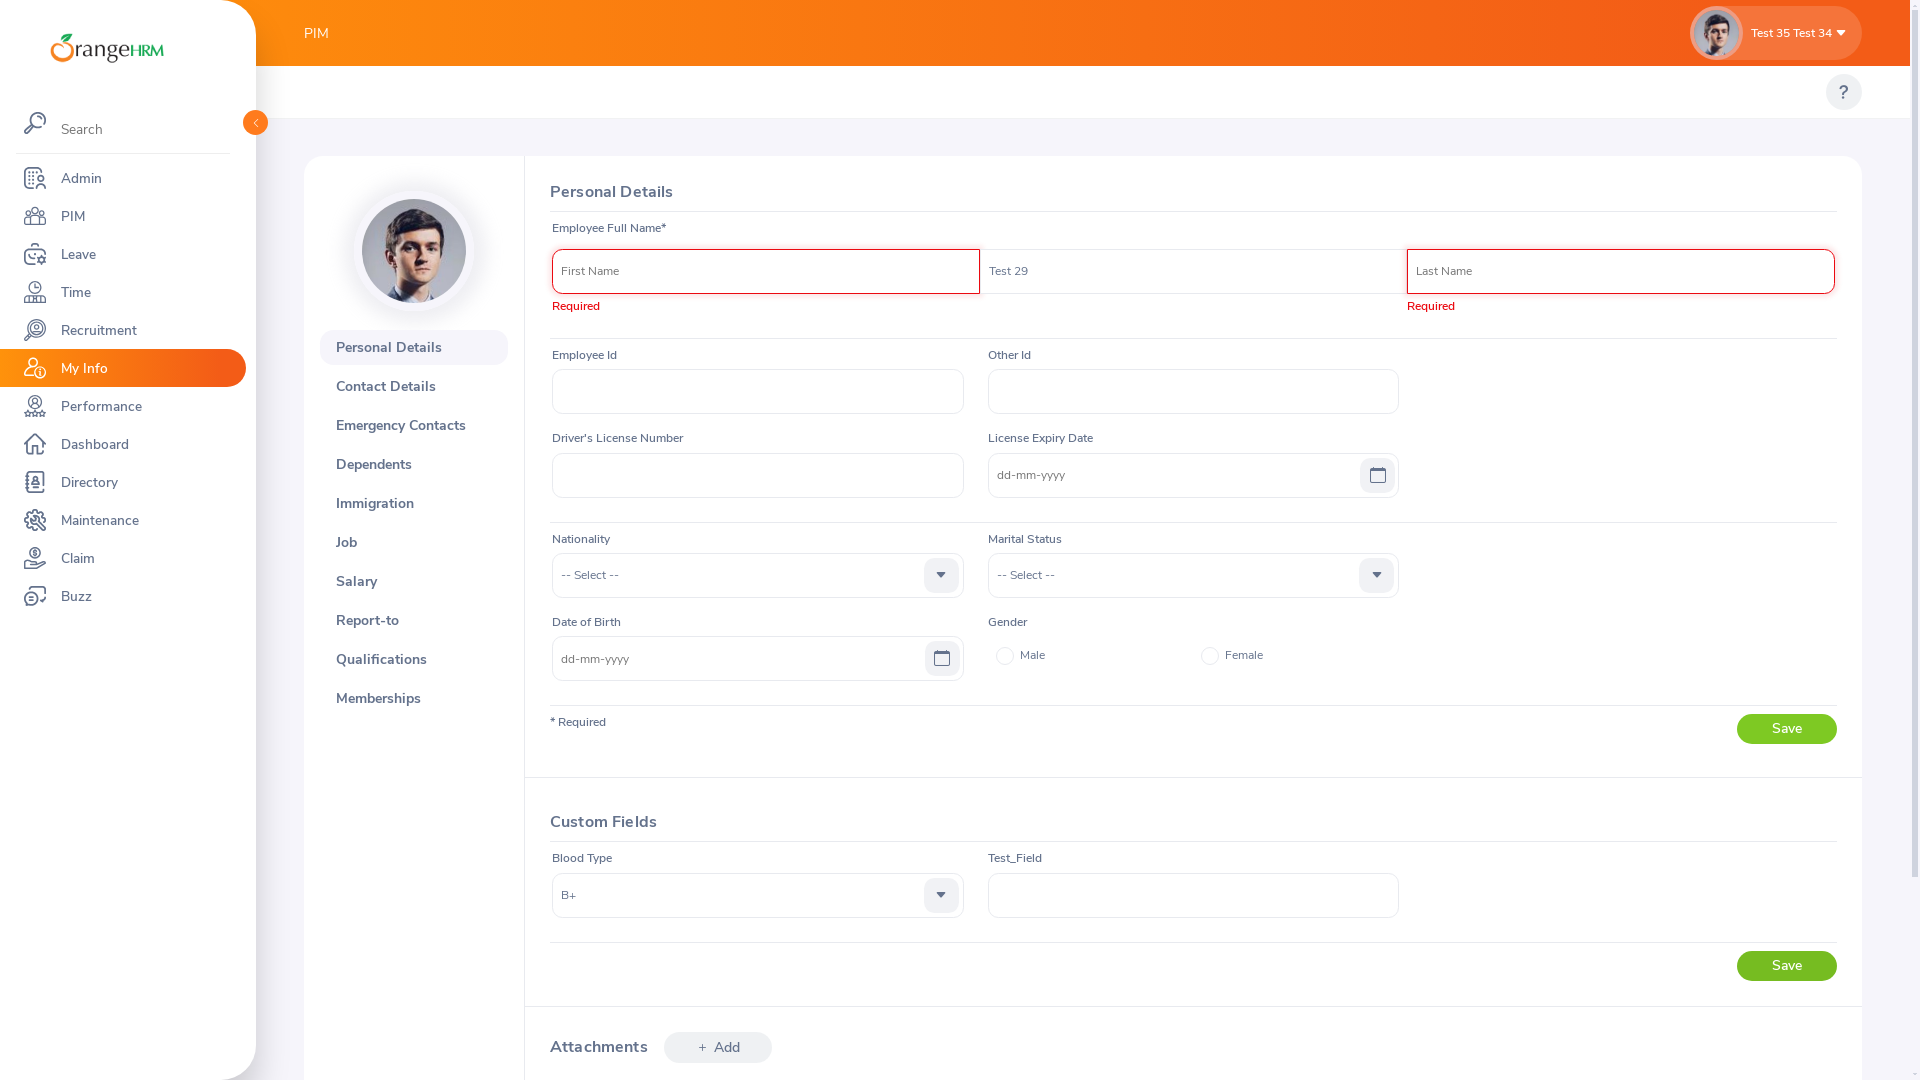 OrangeHRM
Search
Admin
PIM
Leave
Time
Recruitment
My Info
Performance
Dashboard
Directory
Maintenance
Claim
Buzz
PIM
Test 35 Test 34
?
Personal Details
Contact Details
Emergency Contacts
Dependents
Immigration
Job
Salary
Report-to
Qualifications
Memberships
Personal Details
Employee Full Name*
First Name Test 29 Last Name
Required Required
Employee Id Other Id
Driver's License Number License Expiry Date
dd-mm-yyyy
Nationality Marital Status
-- Select -- -- Select --
Date of Birth Gender
dd-mm-yyyy Male Female
* Required Save
Custom Fields
Blood Type Test_Field
B+
Save
Attachments + Add